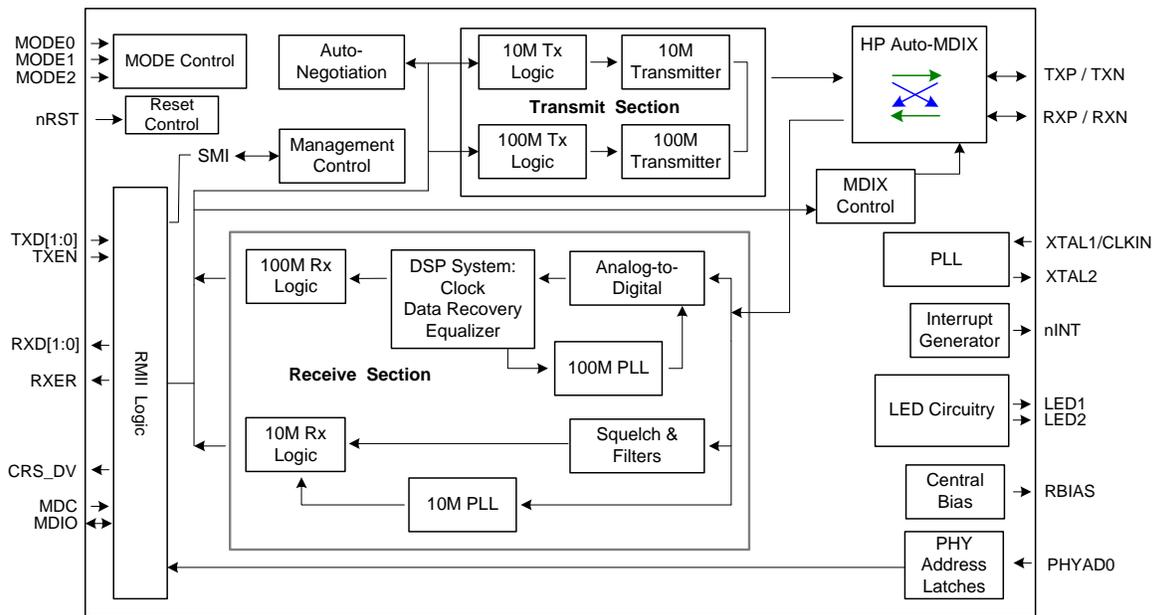 MODE0
MODE1
MODE2
MODE Control
nRST
Reset
Control
Auto-
Negotiation
SMI
Management
Control
10M Tx
Logic
10M
Transmitter
Transmit Section
100M Tx
Logic
100M
Transmitter
HP Auto-MDIX
TXP / TXN
RXP / RXN
MDIX
Control
TXD[1:0]
TXEN
RXD[1:0]
RXER
CRS_DV
MDC
MDIO
RMII Logic
100M Rx
Logic
DSP System:
Clock
Data Recovery
Equalizer
Analog-to-
Digital
100M PLL
Receive Section
10M Rx
Logic
Squelch &
Filters
10M PLL
PLL
XTAL1/CLKIN
XTAL2
Interrupt
Generator
nINT
LED Circuitry
LED1
LED2
Central
Bias
RBIAS
PHY
Address
Latches
PHYAD0